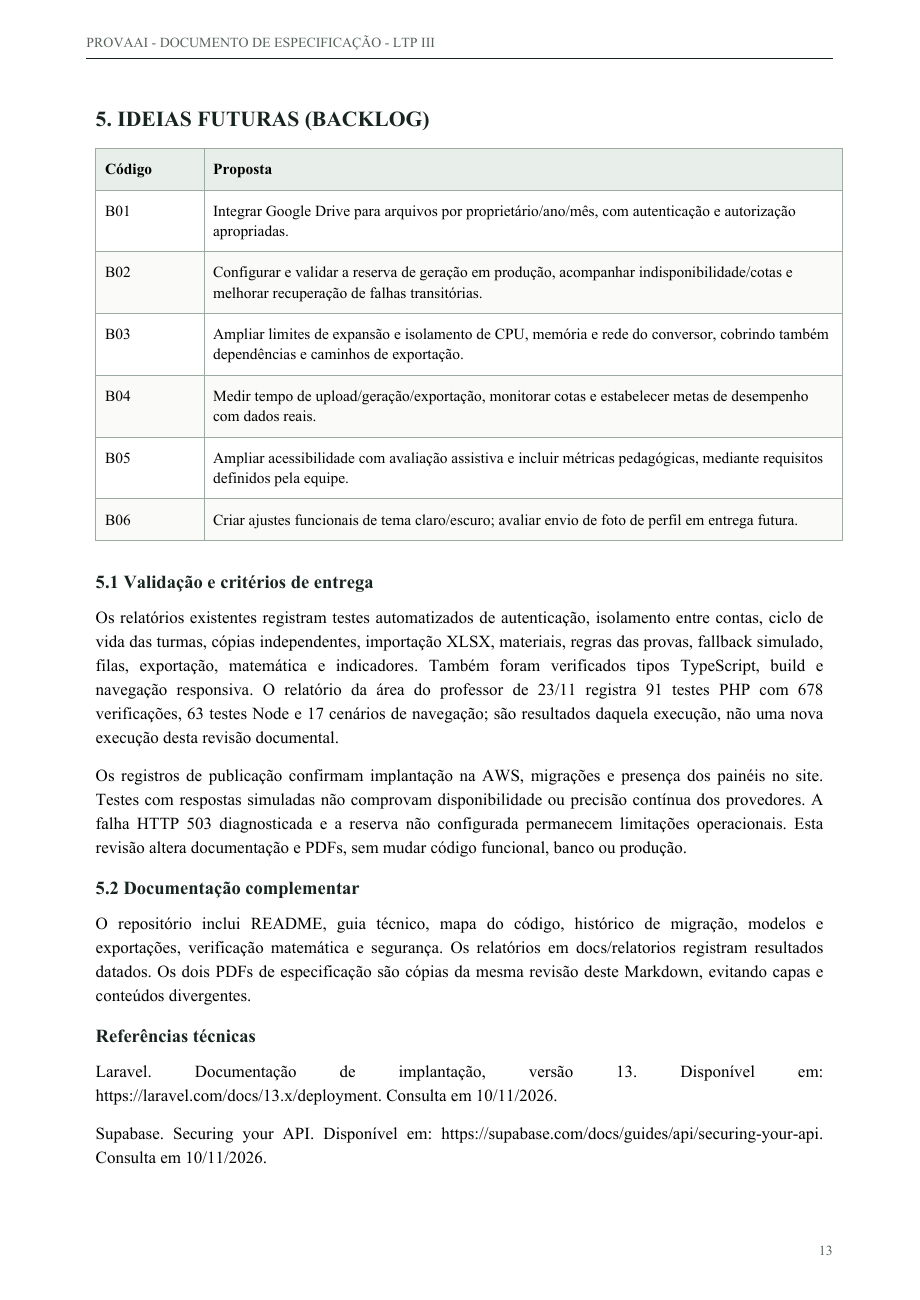 PROVAAI - DOCUMENTO DE ESPECIFICAÇÃO - LTP III
5. IDEIAS FUTURAS (BACKLOG)
Código Proposta
B01 Integrar Google Drive para arquivos por proprietário/ano/mês, com autenticação e autorização
apropriadas.
B02 Configurar e validar a reserva de geração em produção, acompanhar indisponibilidade/cotas e
melhorar recuperação de falhas transitórias.
B03 Ampliar limites de expansão e isolamento de CPU, memória e rede do conversor, cobrindo também
dependências e caminhos de exportação.
B04 Medir tempo de upload/geração/exportação, monitorar cotas e estabelecer metas de desempenho
com dados reais.
B05 Ampliar acessibilidade com avaliação assistiva e incluir métricas pedagógicas, mediante requisitos
definidos pela equipe.
B06 Criar ajustes funcionais de tema claro/escuro; avaliar envio de foto de perfil em entrega futura.
5.1 Validação e critérios de entrega
Os relatórios existentes registram testes automatizados de autenticação, isolamento entre contas, ciclo de
vida das turmas, cópias independentes, importação XLSX, materiais, regras das provas, fallback simulado,
filas, exportação, matemática e indicadores. Também foram verificados tipos TypeScript, build e
navegação responsiva. O relatório da área do professor de 23/11 registra 91 testes PHP com 678
verificações, 63 testes Node e 17 cenários de navegação; são resultados daquela execução, não uma nova
execução desta revisão documental.
Os registros de publicação confirmam implantação na AWS, migrações e presença dos painéis no site.
Testes com respostas simuladas não comprovam disponibilidade ou precisão contínua dos provedores. A
falha HTTP 503 diagnosticada e a reserva não configurada permanecem limitações operacionais. Esta
revisão altera documentação e PDFs, sem mudar código funcional, banco ou produção.
5.2 Documentação complementar
O repositório inclui README, guia técnico, mapa do código, histórico de migração, modelos e
exportações, verificação matemática e segurança. Os relatórios em docs/relatorios registram resultados
datados. Os dois PDFs de especificação são cópias da mesma revisão deste Markdown, evitando capas e
conteúdos divergentes.
Referências técnicas
Laravel. Documentação de implantação, versão 13. Disponível em:
https://laravel.com/docs/13.x/deployment. Consulta em 10/11/2026.
Supabase. Securing your API. Disponível em: https://supabase.com/docs/guides/api/securing-your-api.
Consulta em 10/11/2026.
13